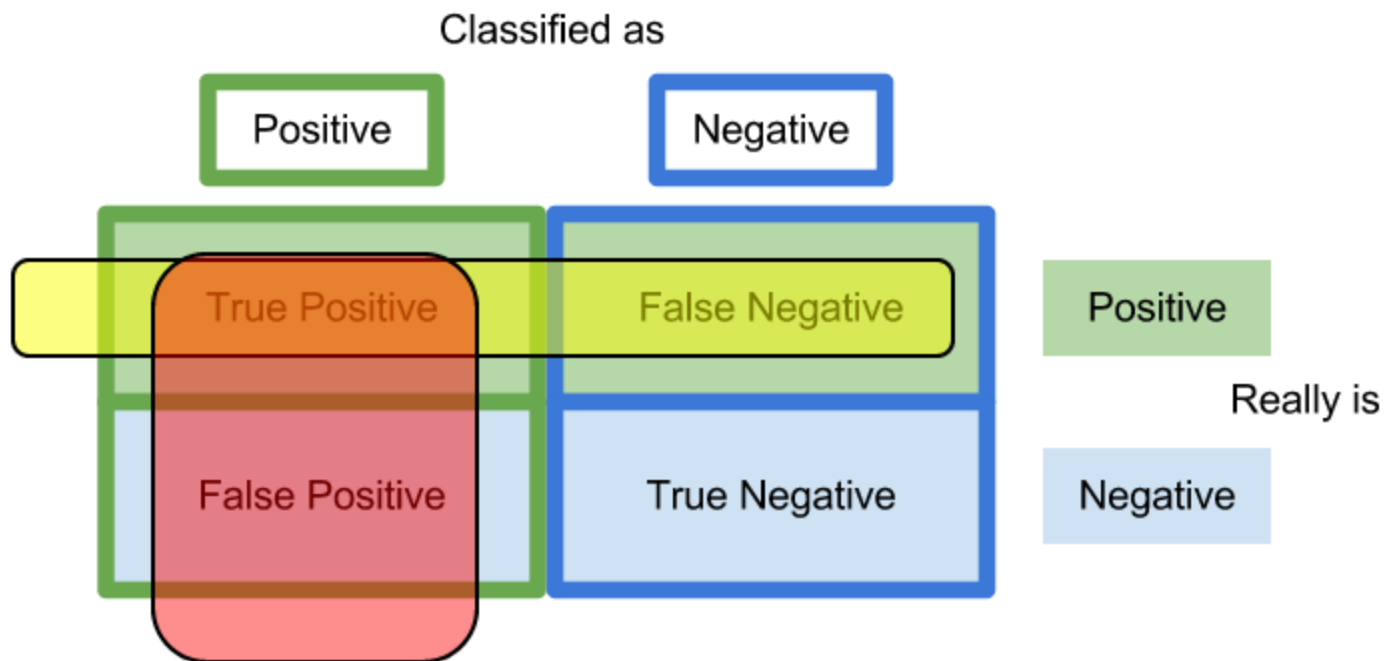 Classified as
Positive Negative
True Positive False Negative Positive
Really is
False Positive True Negative Negative